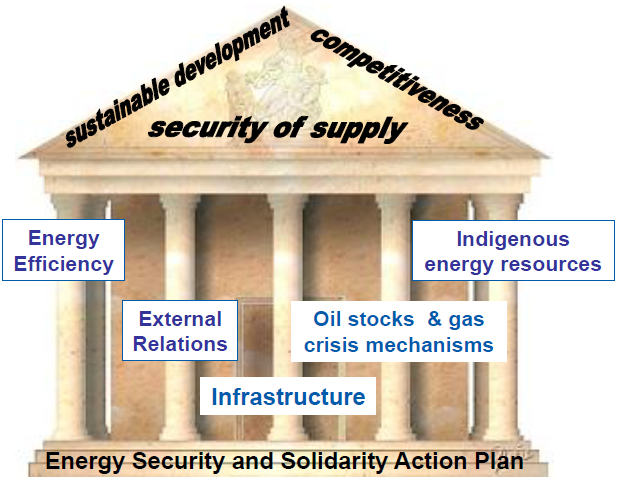 sustainable development
competitiveness
security of supply
Energy
Efficiency
Indigenous
energy resources
External
Relations
Oil stocks & gas
crisis mechanisms
Infrastructure
Energy Security and Solidarity Action Plan